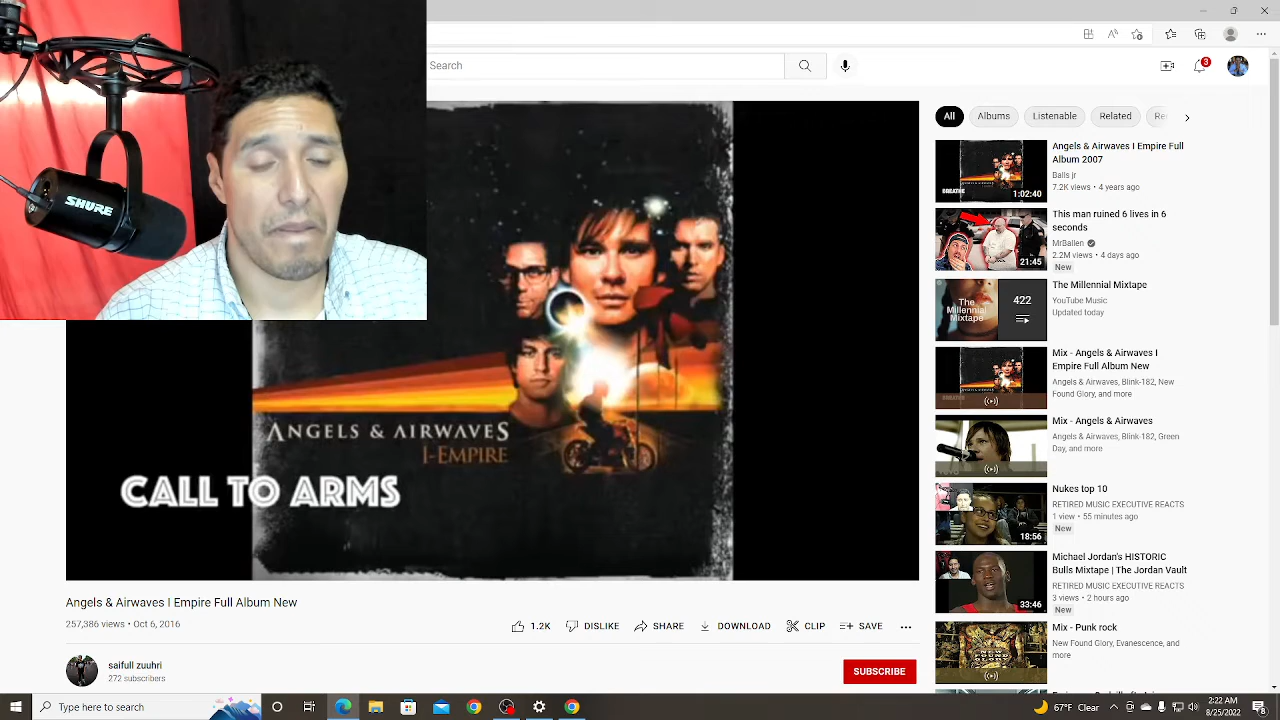 SHURE
Search
3
ANGELS & AIRWAVES
I-EMPIRE
CALL TO ARMS
Angels & Airwaves I Empire Full Album New
257,386 views • Oct 6, 2016
1.2K
DISLIKE
SHARE
DOWNLOAD
CLIP
SAVE
saifull zuuhri
272 subscribers
SUBSCRIBE
All
Albums
Listenable
Related
Re
BREATHE
1:02:40
Angels & Airwaves I Empire Full
Album 2007
Balls jr
7.2K views • 4 years ago
21:45
This man ruined 6 lives in 6
seconds
MrBallen
2.2M views • 4 days ago
New
The
Millennial
Mixtape
422
The Millennial Mixtape
YouTube Music
Updated today
BREATHE
Mix - Angels & Airwaves I
Empire Full Album New
Angels & Airwaves, Blink-182, New
Found Glory, and more
Mix - Angels & Airwaves
Angels & Airwaves, Blink-182, Green
Day, and more
18:56
Nukes top 10
RETIRED MUSIC EXECUTIVE REACTS
1 view • 55 minutes ago
New
33:46
Michael Jordan's HISTORIC
Bulls Mixtape | The Jordan Vault
RETIRED MUSIC EXECUTIVE REACTS
3 views • 2 hours ago
New
Mix - Punk rock
New Found Glory, Evanescence, and
more
Type here to search
2:22 AM